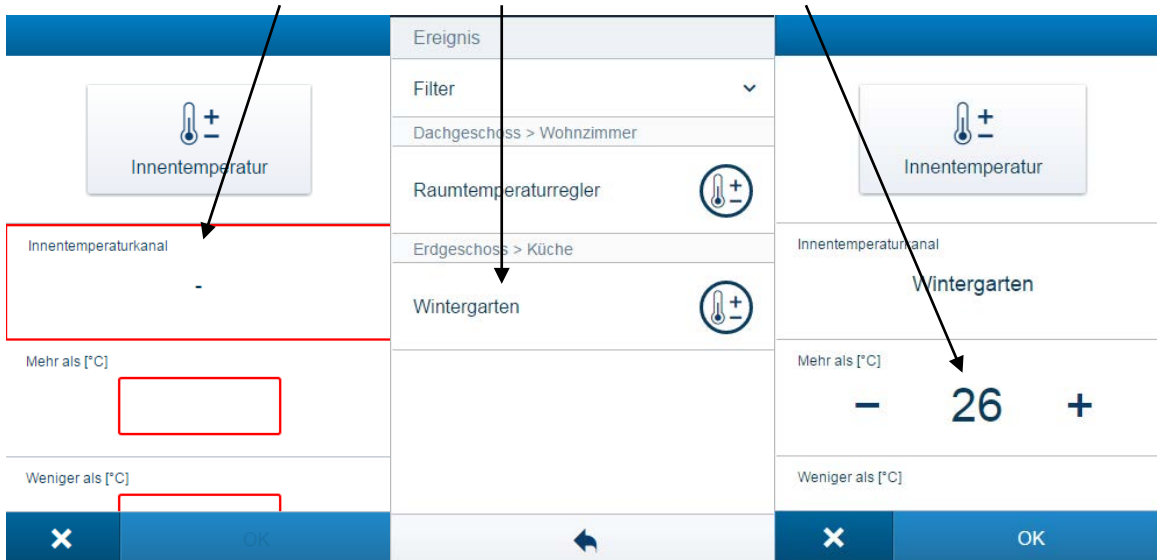 Innentemperatur
Innentemperaturkanal
-
Mehr als [°C]
Weniger als [°C]
OK
Ereignis
Filter
Dachgeschoss > Wohnzimmer
Raumtemperaturregler
Erdgeschoss > Küche
Wintergarten
Innentemperatur
Innentemperaturkanal
Wintergarten
Mehr als [°C]
− 26 +
Weniger als [°C]
OK